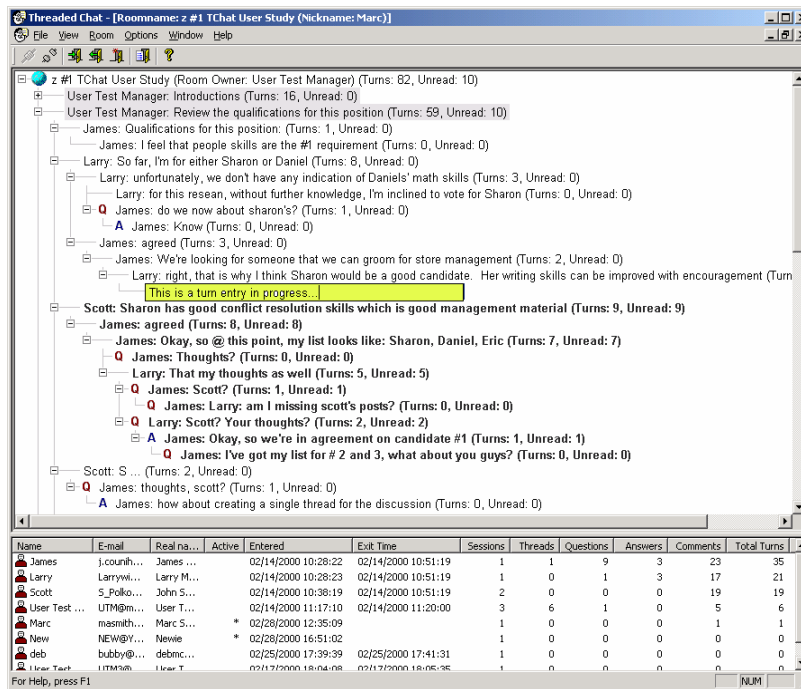 Threaded Chat - [Roomname: z #1 TChat User Study (Nickname: Marc)]
File View Room Options Window Help
z #1 TChat User Study (Room Owner: User Test Manager) (Turns: 82, Unread: 10)
User Test Manager: Introductions (Turns: 16, Unread: 0)
User Test Manager: Review the qualifications for this position (Turns: 59, Unread: 10)
James: Qualifications for this position: (Turns: 1, Unread: 0)
James: I feel that people skills are the #1 requirement (Turns: 0, Unread: 0)
Larry: So far, I'm for either Sharon or Daniel (Turns: 8, Unread: 0)
Larry: unfortunately, we don't have any indication of Daniels' math skills (Turns: 3, Unread: 0)
Larry: for this resean, without further knowledge, I'm inclined to vote for Sharon (Turns: 0, Unread: 0)
Q James: do we now about sharon's? (Turns: 1, Unread: 0)
A James: Know (Turns: 0, Unread: 0)
James: agreed (Turns: 3, Unread: 0)
James: We're looking for someone that we can groom for store management (Turns: 2, Unread: 0)
Larry: right, that is why I think Sharon would be a good candidate. Her writing skills can be improved with encouragement (Turn
This is a turn entry in progress...
Scott: Sharon has good conflict resolution skills which is good management material (Turns: 9, Unread: 9)
James: agreed (Turns: 8, Unread: 8)
James: Okay, so @ this point, my list looks like: Sharon, Daniel, Eric (Turns: 7, Unread: 7)
Q James: Thoughts? (Turns: 0, Unread: 0)
Larry: That my thoughts as well (Turns: 5, Unread: 5)
Q James: Scott? (Turns: 1, Unread: 1)
Q James: Larry: am I missing scott's posts? (Turns: 0, Unread: 0)
Q Larry: Scott? Your thoughts? (Turns: 2, Unread: 2)
A James: Okay, so we're in agreement on candidate #1 (Turns: 1, Unread: 1)
Q James: I've got my list for # 2 and 3, what about you guys? (Turns: 0, Unread: 0)
Scott: S ... (Turns: 2, Unread: 0)
Q James: thoughts, scott? (Turns: 1, Unread: 0)
A James: how about creating a single thread for the discussion (Turns: 0, Unread: 0)
Name E-mail Real na... Active Entered Exit Time Sessions Threads Questions Answers Comments Total Turns
James j.counih... James ... 02/14/2000 10:28:22 02/14/2000 10:51:19 1 1 9 3 23 35
Larry Larrywi... Larry M... 02/14/2000 10:28:23 02/14/2000 10:51:19 1 0 1 3 17 21
Scott S_Polko... John S... 02/14/2000 10:38:19 02/14/2000 10:51:19 2 0 0 0 19 19
User Test ... UTM@m... User T... 02/14/2000 11:17:10 02/14/2000 11:20:00 3 6 1 0 5 6
Marc masmith... Marc S... * 02/28/2000 12:35:09 1 0 0 0 1 1
New NEW@Y... Newie * 02/28/2000 16:51:02 1 0 0 0 0 0
deb bubby@... debmc... 02/25/2000 17:39:39 02/25/2000 17:41:31 1 0 0 0 0 0
User Test UTM3@ User T 02/17/2000 18:04:08 02/17/2000 18:05:35 1 0 0 0 0 0
For Help, press F1 NUM